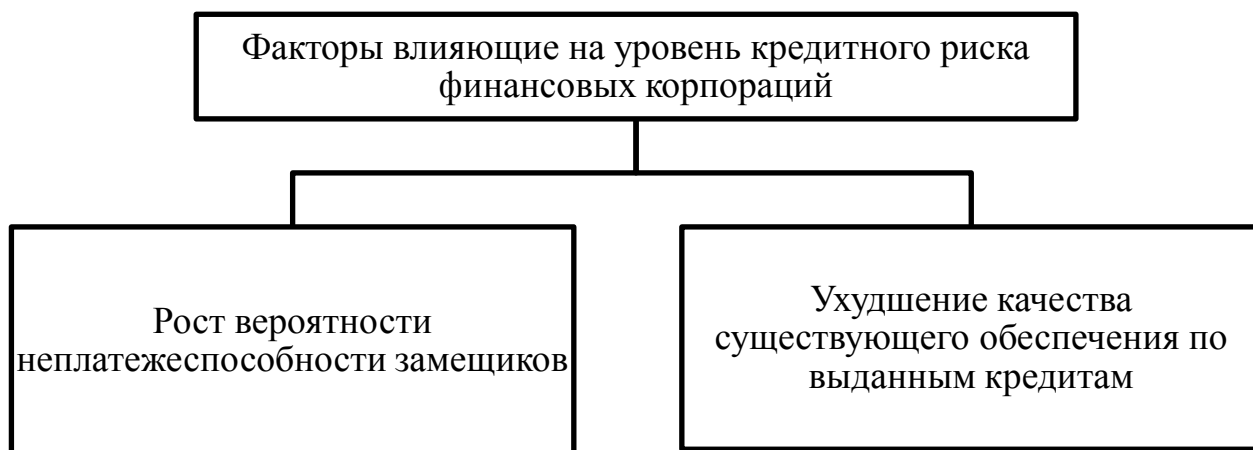 Факторы влияющие на уровень кредитного риска
финансовых корпораций
Рост вероятности
неплатежеспособности замещиков
Ухудшение качества
существующего обеспечения по
выданным кредитам